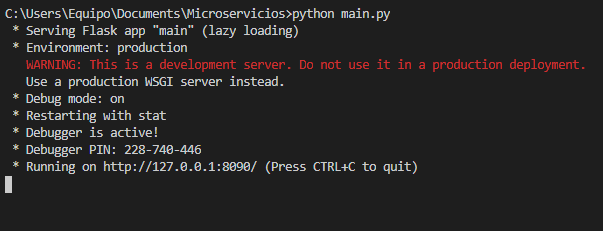 C:\Users\Equipo\Documents\Microservicios>python main.py
* Serving Flask app "main" (lazy loading)
* Environment: production
WARNING: This is a development server. Do not use it in a production deployment.
Use a production WSGI server instead.
* Debug mode: on
* Restarting with stat
* Debugger is active!
* Debugger PIN: 228-740-446
* Running on http://127.0.0.1:8090/ (Press CTRL+C to quit)